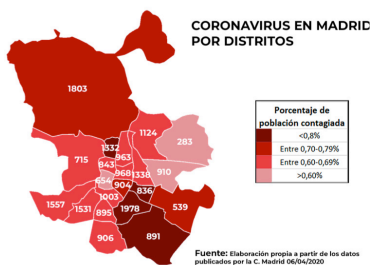 CORONAVIRUS EN MADRID
POR DISTRITOS
1803
1124
283
1332
963
715
843
910
968
1338
654
904
836
1003
539
1557
1531
895
1978
906
891
Porcentaje de
población contagiada
<0,8%
Entre 0,70-0,79%
Entre 0,60-0,69%
>0,60%
Fuente: Elaboración propia a partir de los datos
publicados por la C. Madrid 06/04/2020